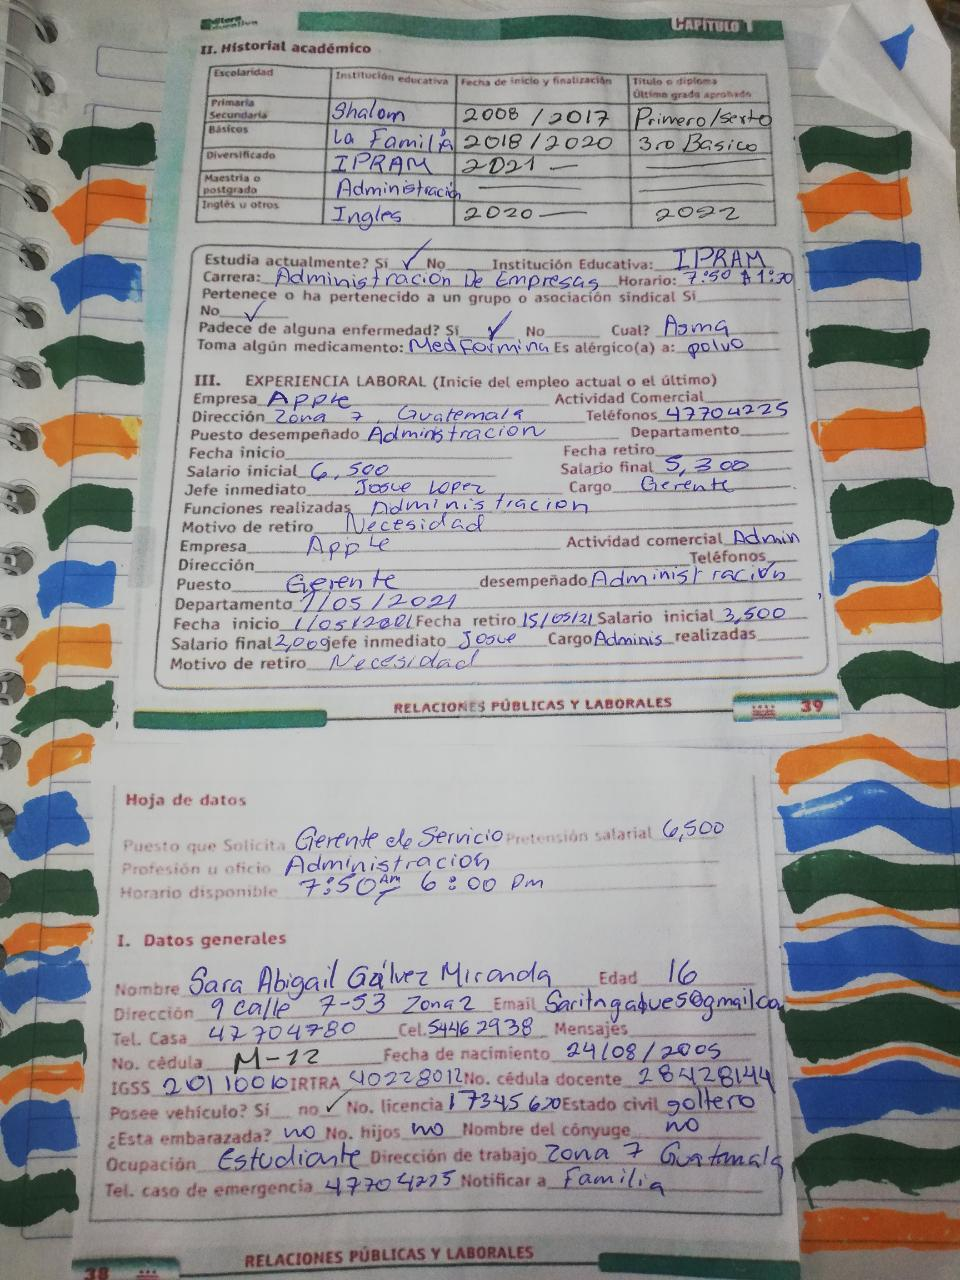 Editora Educativa
CAPÍTULO 1
II. Historial académico
Escolaridad Institución educativa Fecha de inicio y finalización Título o diploma Último grado aprobado
Primaria Secundaria Shalom 2008 / 2017 Primero/sexto
Básicos La Familia 2018 / 2020 3ro Básico
Diversificado IPRAM 2021 —
Maestría o postgrado Administración
Inglés u otros Ingles 2020 — 2022
Estudia actualmente? Sí ✓ No Institución Educativa: IPRAM
Carrera: Administración De Empresas Horario: 7:50 1:30
Pertenece o ha pertenecido a un grupo o asociación sindical Sí
No ✓
Padece de alguna enfermedad? Sí ✓ No Cual? Asma
Toma algún medicamento: Medformina Es alérgico(a) a: polvo
III. EXPERIENCIA LABORAL (Inicie del empleo actual o el último)
Empresa Apple Actividad Comercial
Dirección Zona 7, Guatemala Teléfonos 47704225
Puesto desempeñado Administracion Departamento
Fecha inicio Fecha retiro
Salario inicial 6,500 Salario final 5,300
Jefe inmediato Josue Lopez Cargo Gerente
Funciones realizadas Administracion
Motivo de retiro Necesidad
Empresa Apple Actividad comercial Admin
Dirección Teléfonos
Puesto Gerente desempeñado Administración
Departamento 1/05/2021
Fecha inicio 1/05/2021 Fecha retiro 15/05/21 Salario inicial 3,500
Salario final 2,000 jefe inmediato Josue Cargo Adminis realizadas
Motivo de retiro Necesidad
RELACIONES PÚBLICAS Y LABORALES 39
Hoja de datos
Puesto que Solicita Gerente de Servicio Pretensión salarial 6,500
Profesión u oficio Administracion
Horario disponible 7:50 Am 6:00 pm
I. Datos generales
Nombre Sara Abigail Gálvez Miranda Edad 16
Dirección 9 calle 7-53 Zona 2 Email
Tel. Casa 42704780 Cel. 54462938 Mensajes
No. cédula M-12 Fecha de nacimiento 24/08/2005
IGSS 20110010 IRTRA 40228012 No. cédula docente 28428144
Posee vehículo? Sí no ✓ No. licencia 17345620 Estado civil soltero
¿Esta embarazada? no No. hijos no Nombre del cónyuge no
Ocupación Estudiante Dirección de trabajo Zona 7 Guatemala
Tel. caso de emergencia 47704225 Notificar a Familia
38 RELACIONES PÚBLICAS Y LABORALES